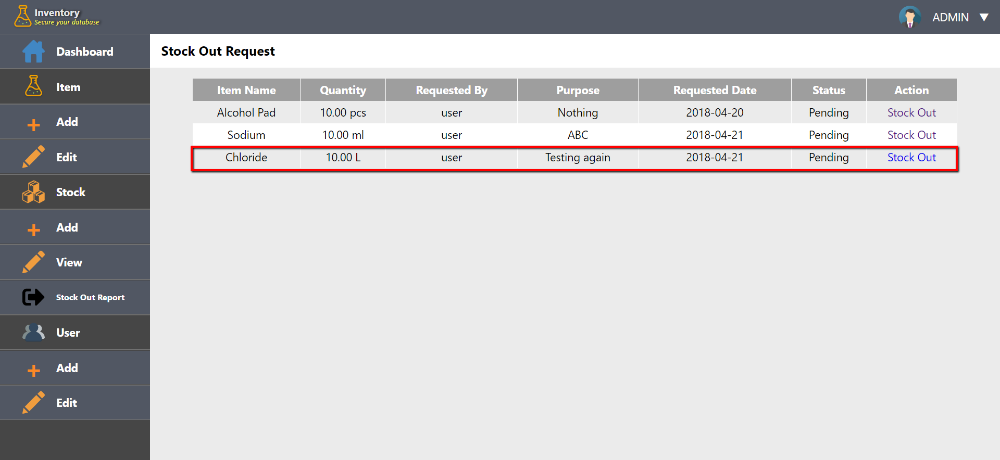 Inventory
Secure your database
ADMIN ▼
Dashboard
Item
Add
Edit
Stock
Add
View
Stock Out Report
User
Add
Edit
Stock Out Request
Item Name Quantity Requested By Purpose Requested Date Status Action
Alcohol Pad 10.00 pcs user Nothing 2018-04-20 Pending Stock Out
Sodium 10.00 ml user ABC 2018-04-21 Pending Stock Out
Chloride 10.00 L user Testing again 2018-04-21 Pending Stock Out